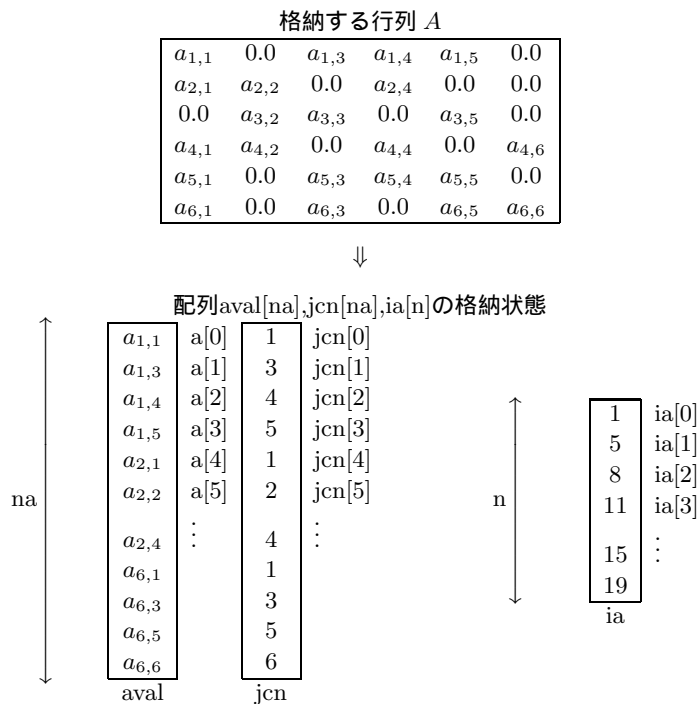 格納する行列 A
a1,1 0.0 a1,3 a1,4 a1,5 0.0
a2,1 a2,2 0.0 a2,4 0.0 0.0
0.0 a3,2 a3,3 0.0 a3,5 0.0
a4,1 a4,2 0.0 a4,4 0.0 a4,6
a5,1 0.0 a5,3 a5,4 a5,5 0.0
a6,1 0.0 a6,3 0.0 a6,5 a6,6
⇓
配列aval[na],jcn[na],ia[n]の格納状態
a1,1 a[0] 1 jcn[0]
a1,3 a[1] 3 jcn[1]
a1,4 a[2] 4 jcn[2]
a1,5 a[3] 5 jcn[3]
a2,1 a[4] 1 jcn[4]
a2,2 a[5] 2 jcn[5]
a2,4 ⋮ 4 ⋮
a6,1 1
a6,3 3
a6,5 5
a6,6 6
na
aval jcn
1 ia[0]
5 ia[1]
8 ia[2]
11 ia[3]
15 ⋮
19
n
ia